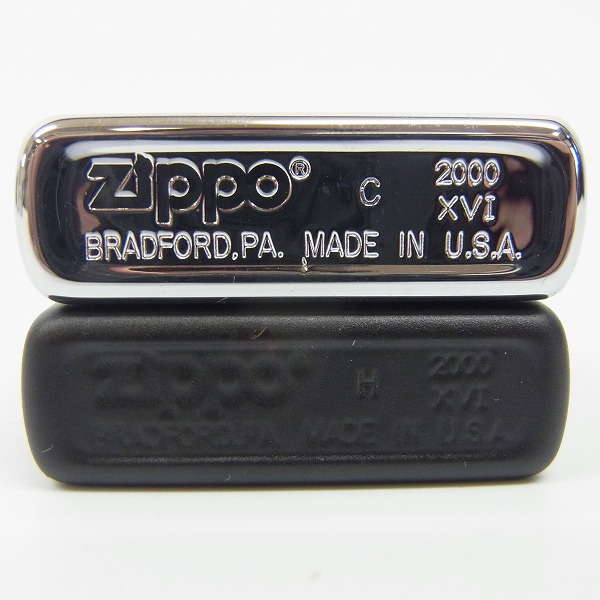 Zippo® C 2000
XVI
BRADFORD, PA. MADE IN U.S.A.
Zippo H 2000
XVI
BRADFORD, PA. MADE IN U.S.A.